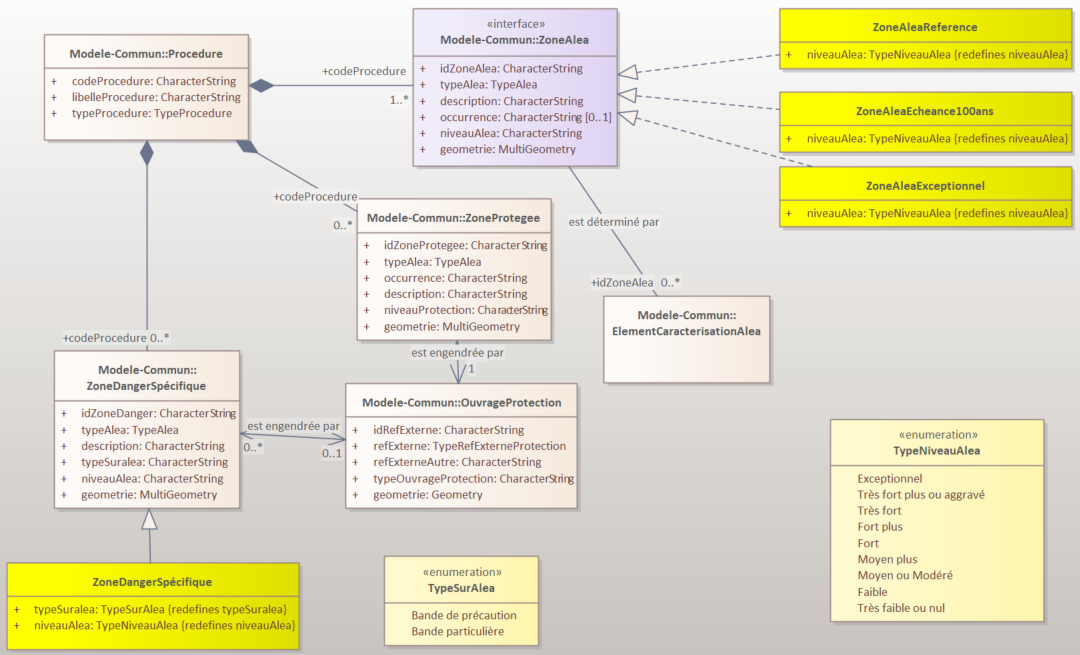 Modele-Commun::Procedure
+ codeProcedure: CharacterString
+ libelleProcedure: CharacterString
+ typeProcedure: TypeProcedure
+codeProcedure
1..*
«interface»
Modele-Commun::ZoneAlea
+ idZoneAlea: CharacterString
+ typeAlea: TypeAlea
+ description: CharacterString
+ occurrence: CharacterString [0..1]
+ niveauAlea: CharacterString
+ geometrie: MultiGeometry
ZoneAleaReference
+ niveauAlea: TypeNiveauAlea {redefines niveauAlea}
ZoneAleaEcheance100ans
+ niveauAlea: TypeNiveauAlea {redefines niveauAlea}
ZoneAleaExceptionnel
+ niveauAlea: TypeNiveauAlea {redefines niveauAlea}
+codeProcedure
0..*
Modele-Commun::ZoneProtegee
+ idZoneProtegee: CharacterString
+ typeAlea: TypeAlea
+ occurrence: CharacterString
+ description: CharacterString
+ niveauProtection: CharacterString
+ geometrie: MultiGeometry
est déterminé par
+idZoneAlea 0..*
Modele-Commun::
ElementCaracterisationAlea
+codeProcedure 0..*
Modele-Commun::
ZoneDangerSpécifique
+ idZoneDanger: CharacterString
+ typeAlea: TypeAlea
+ description: CharacterString
+ typeSuralea: CharacterString
+ niveauAlea: CharacterString
+ geometrie: MultiGeometry
est engendrée par
1
est engendrée par
0..*
0..1
Modele-Commun::OuvrageProtection
+ idRefExterne: CharacterString
+ refExterne: TypeRefExterneProtection
+ refExterneAutre: CharacterString
+ typeOuvrageProtection: CharacterString
+ geometrie: Geometry
ZoneDangerSpécifique
+ typeSuralea: TypeSurAlea {redefines typeSuralea}
+ niveauAlea: TypeNiveauAlea {redefines niveauAlea}
«enumeration»
TypeSurAlea
Bande de précaution
Bande particulière
«enumeration»
TypeNiveauAlea
Exceptionnel
Très fort plus ou aggravé
Très fort
Fort plus
Fort
Moyen plus
Moyen ou Modéré
Faible
Très faible ou nul